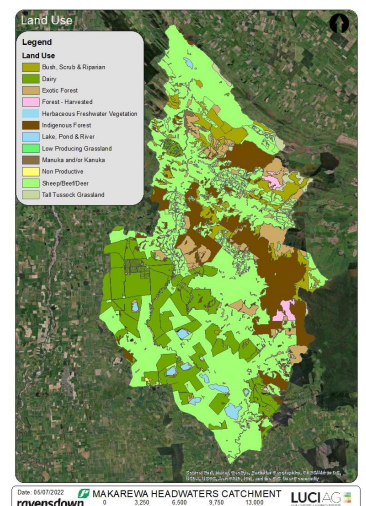 Land Use
Legend
Land Use
Bush, Scrub & Riparian
Dairy
Exotic Forest
Forest - Harvested
Herbaceous Freshwater Vegetation
Indigenous Forest
Lake, Pond & River
Low Producing Grassland
Manuka and/or Kanuka
Non Productive
Sheep/Beef/Deer
Tall Tussock Grassland
Date: 05/07/2022
MAKAREWA HEADWATERS CATCHMENT
LUCIAG
ravensdown
0 3,250 6,500 9,750 13,000